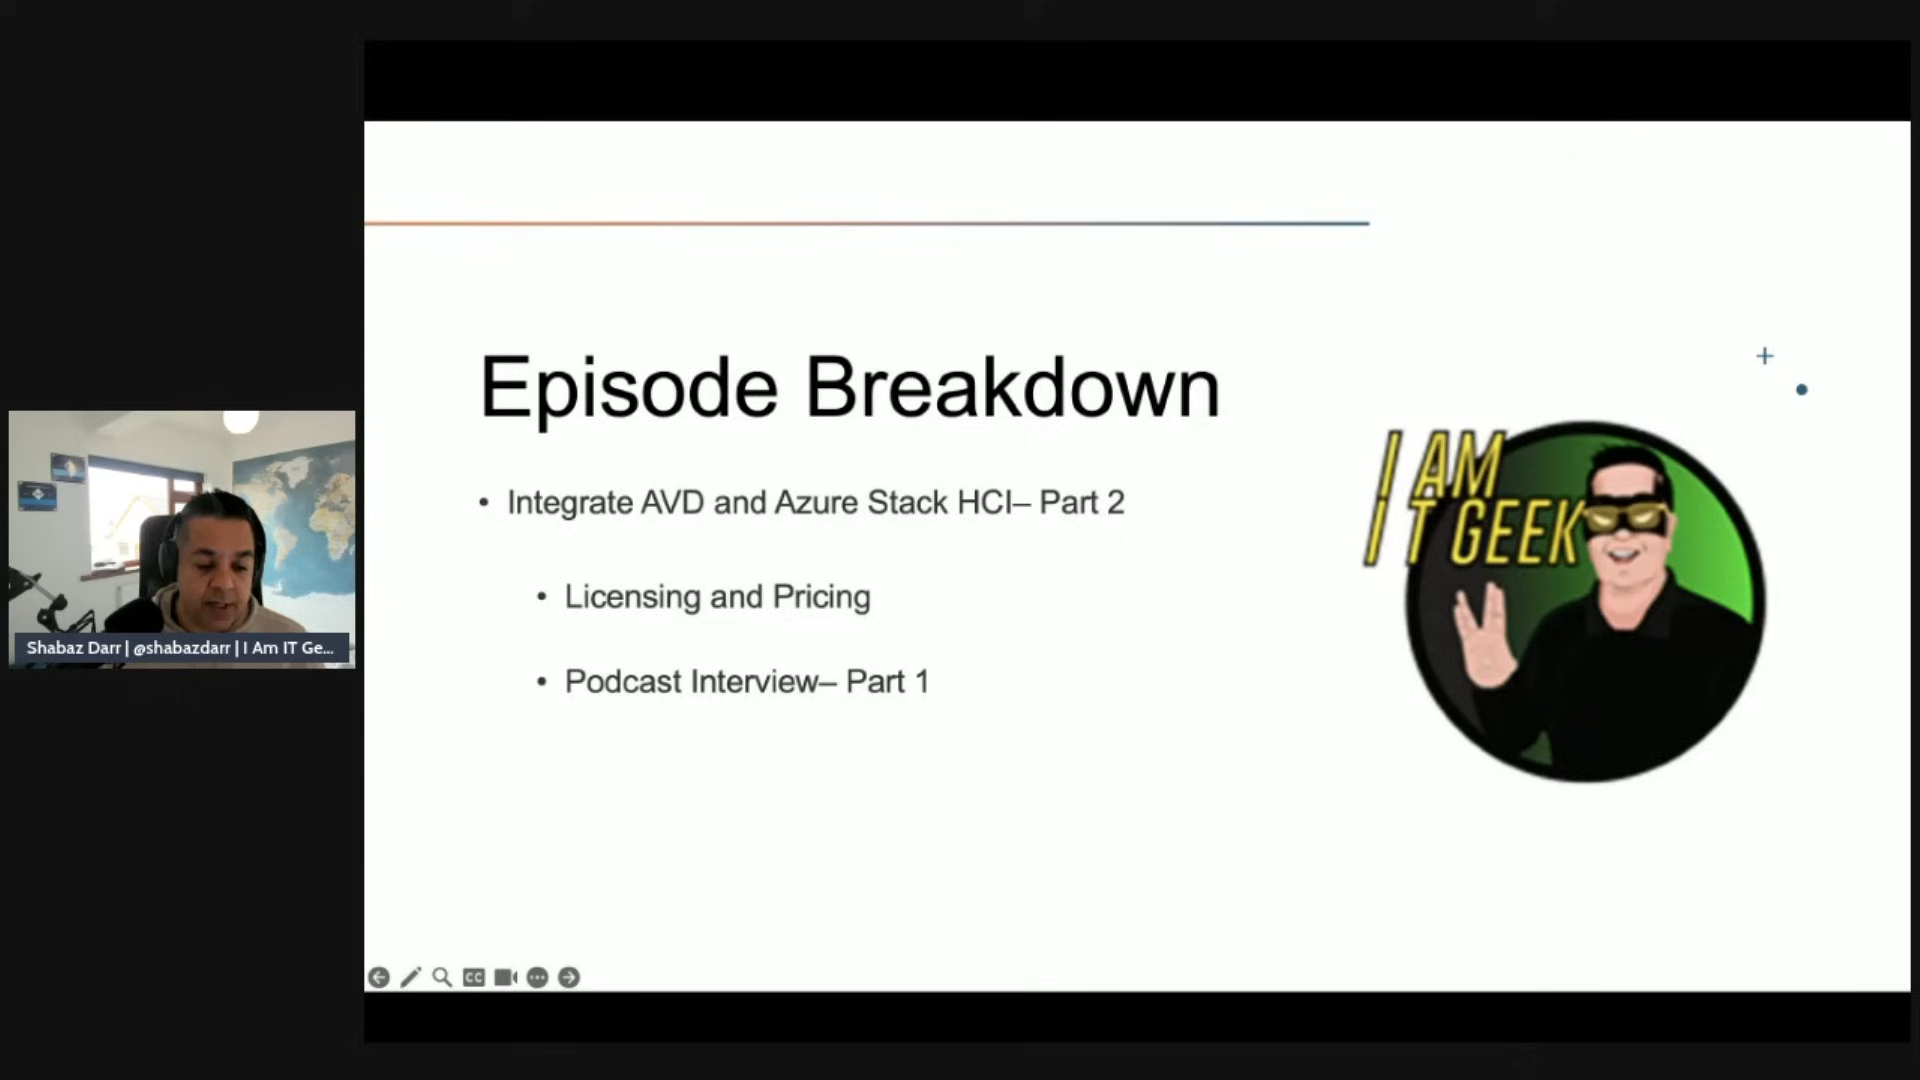 Episode Breakdown
• Integrate AVD and Azure Stack HCI– Part 2
• Licensing and Pricing
• Podcast Interview– Part 1
I AM
I T GEEK
Shabaz Darr | @shabazdarr | I Am IT Ge...
CC